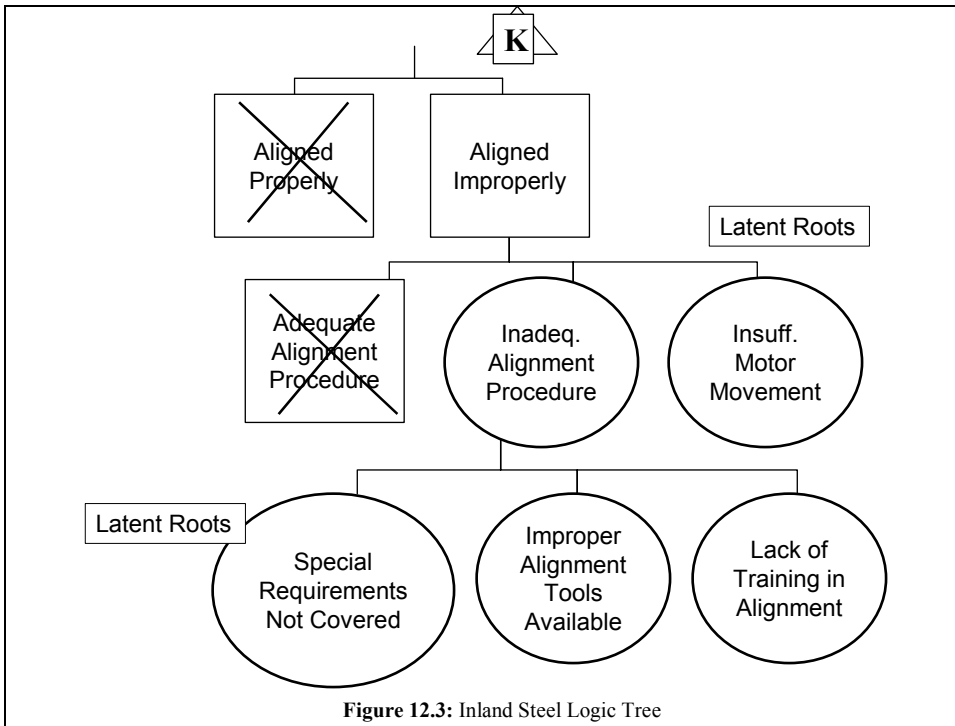 K
Aligned
Properly
Aligned
Improperly
Latent Roots
Adequate
Alignment
Procedure
Inadeq.
Alignment
Procedure
Insuff.
Motor
Movement
Latent Roots
Special
Requirements
Not Covered
Improper
Alignment
Tools
Available
Lack of
Training in
Alignment
Figure 12.3: Inland Steel Logic Tree